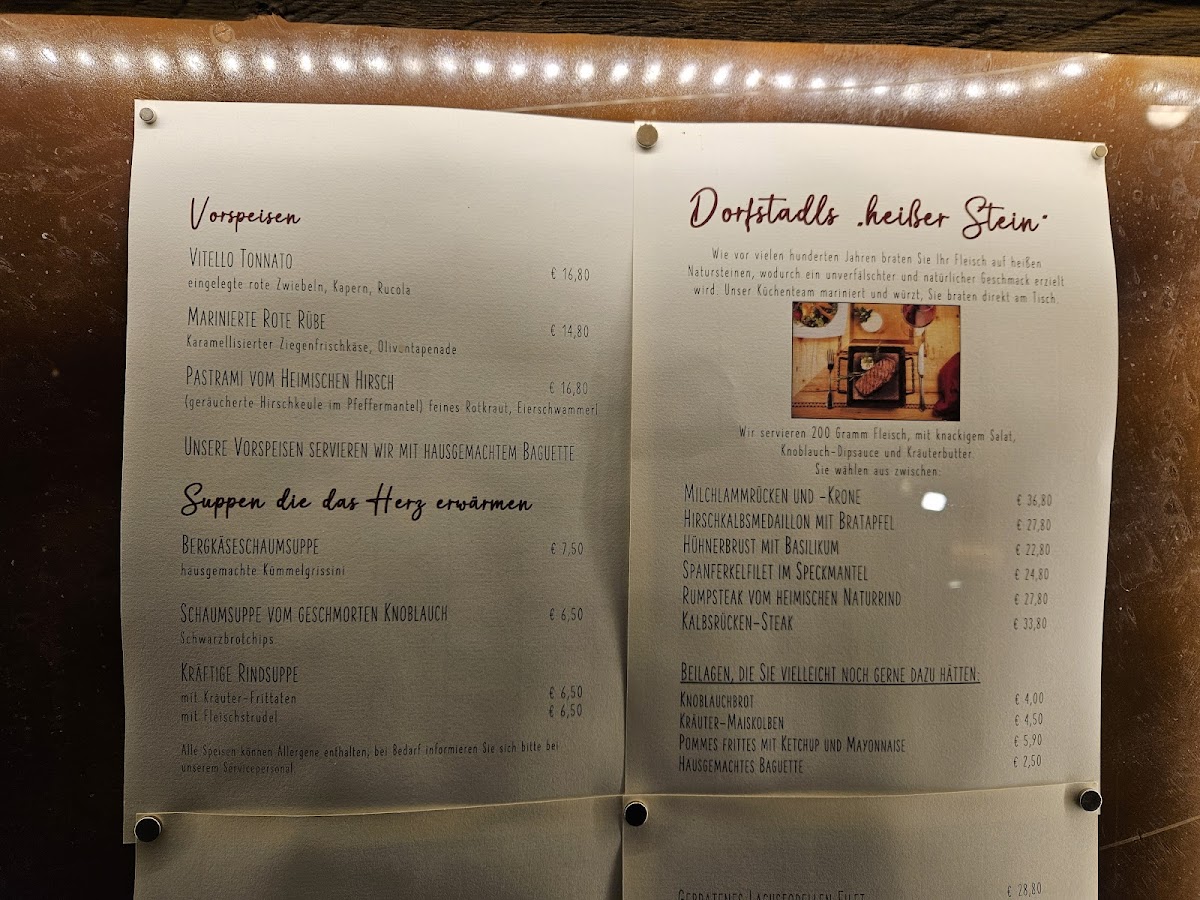 Vorspeisen
VITELLO TONNATO
€ 16,80
eingelegte rote Zwiebeln, Kapern, Rucola
MARINIERTE ROTE RÜBE
€ 14,80
Karamellisierter Ziegenfrischkäse, Oliventapenade
PASTRAMI VOM HEIMISCHEN HIRSCH
€ 16,80
(geräucherte Hirschkeule im Pfeffermantel) feines Rotkraut, Eierschwammerl
UNSERE VORSPEISEN SERVIEREN WIR MIT HAUSGEMACHTEM BAGUETTE
Suppen die das Herz erwärmen
BERGKÄSESCHAUMSUPPE
€ 7,50
hausgemachte Kümmelgrissini
SCHAUMSUPPE VOM GESCHMORTEN KNOBLAUCH
€ 6,50
Schwarzbrotchips.
KRÄFTIGE RINDSUPPE
mit Kräuter-Frittaten € 6,50
mit Fleischstrudel € 6,50
Alle Speisen können Allergene enthalten, bei Bedarf informieren Sie sich bitte bei
unserem Servicepersonal
Dorfstadls „heißer Stein"
Wie vor vielen hunderten Jahren braten Sie Ihr Fleisch auf heißen
Natursteinen, wodurch ein unverfälschter und natürlicher Geschmack erzielt
wird. Unser Küchenteam mariniert und würzt, Sie braten direkt am Tisch.
Wir servieren 200 Gramm Fleisch, mit knackigem Salat,
Knoblauch-Dipsauce und Kräuterbutter.
Sie wählen aus zwischen:
MILCHLAMMRÜCKEN UND -KRONE € 36,80
HIRSCHKALBSMEDAILLON MIT BRATAPFEL € 27,80
HÜHNERBRUST MIT BASILIKUM € 22,80
SPANFERKELFILET IM SPECKMANTEL € 24,80
RUMPSTEAK VOM HEIMISCHEN NATURRIND € 27,80
KALBSRÜCKEN-STEAK € 33,80
BEILAGEN, DIE SIE VIELLEICHT NOCH GERNE DAZU HÄTTEN:
KNOBLAUCHBROT € 4,00
KRÄUTER-MAISKOLBEN € 4,50
POMMES FRITTES MIT KETCHUP UND MAYONNAISE € 5,90
HAUSGEMACHTES BAGUETTE € 2,50
GEBRATENES LACHSFORELLEN FILET € 28,80